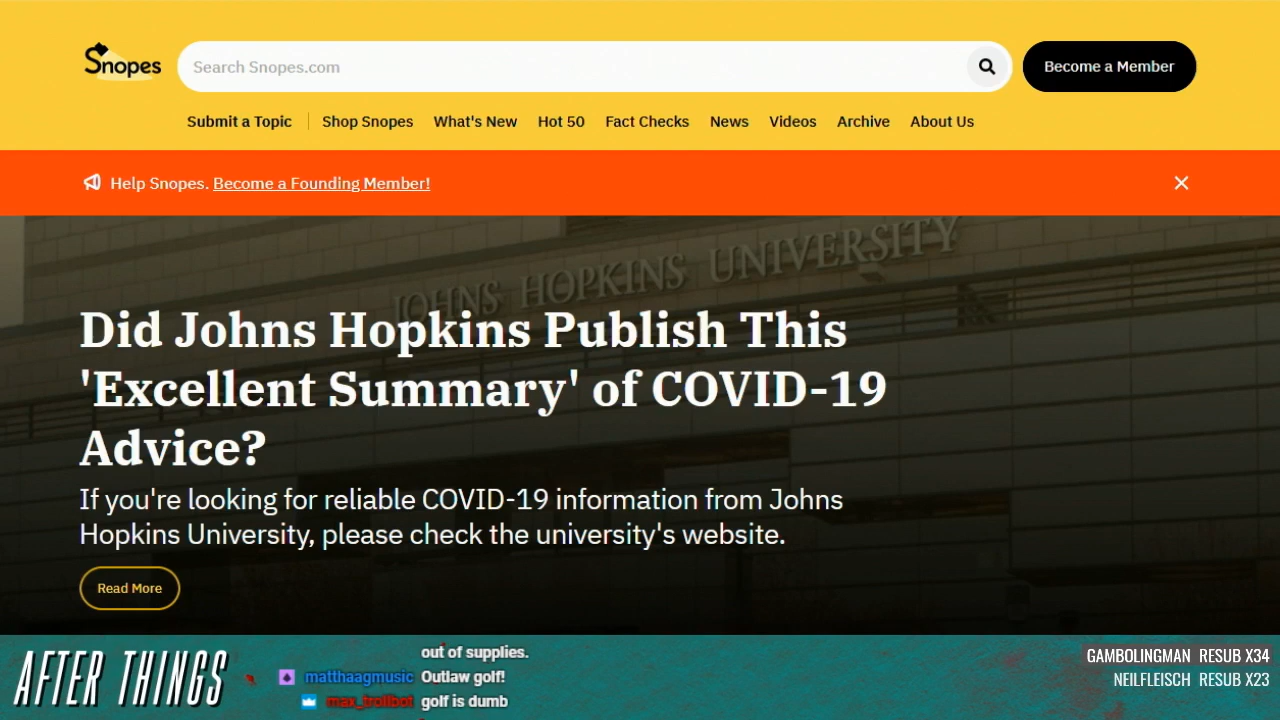 Snopes
Search Snopes.com
Become a Member
Submit a Topic
Shop Snopes
What's New
Hot 50
Fact Checks
News
Videos
Archive
About Us
Help Snopes. Become a Founding Member!
JOHNS HOPKINS UNIVERSITY
Did Johns Hopkins Publish This
'Excellent Summary' of COVID-19
Advice?
If you're looking for reliable COVID-19 information from Johns
Hopkins University, please check the university's website.
Read More
AFTER THINGS
out of supplies.
matthaagmusic Outlaw golf!
max_trollbot golf is dumb
GAMBOLINGMAN RESUB X34
NEILFLEISCH RESUB X23